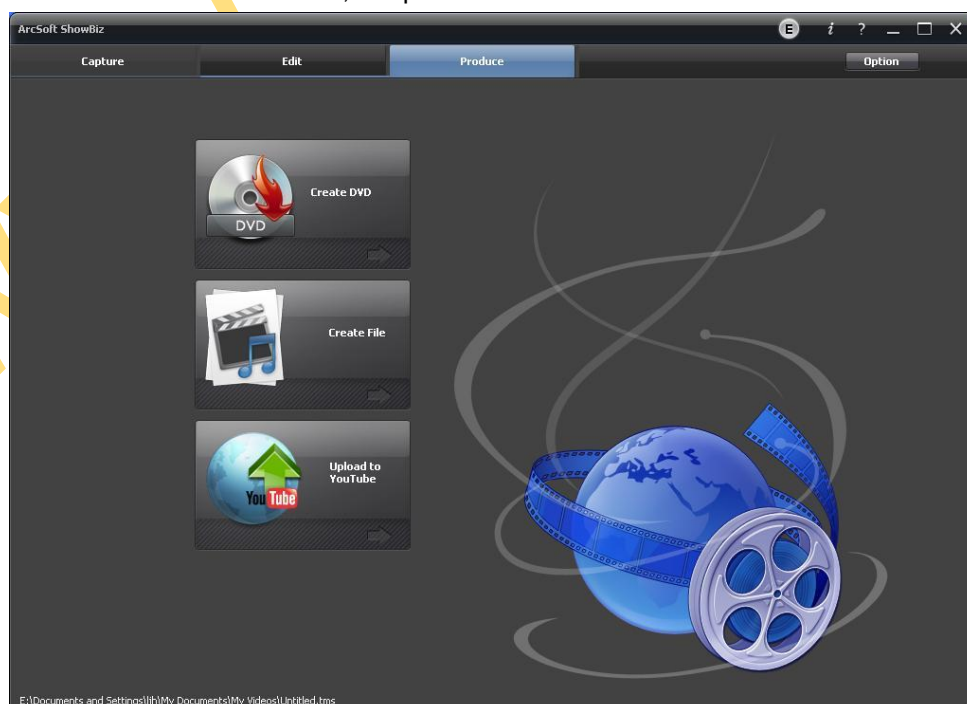 ArcSoft ShowBiz
E i ?
Capture Edit Produce Option
Create DVD
DVD
Create File
Upload to
YouTube
You Tube
E:\Documents and Settings\ljh\My Documents\My Videos\Untitled.tms